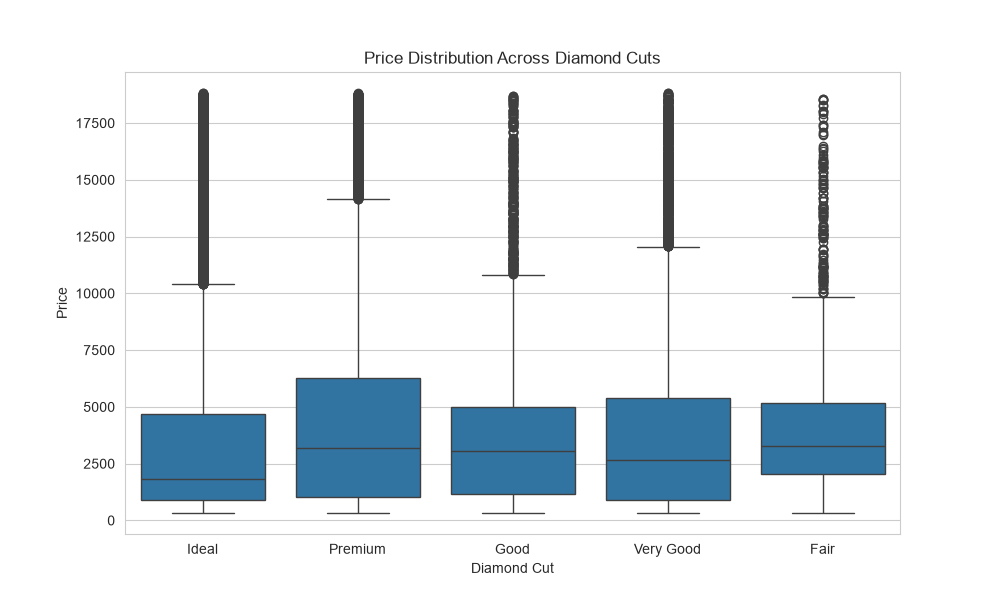 Price Distribution Across Diamond Cuts
Price
17500
15000
12500
10000
7500
5000
2500
0
Ideal Premium Good Very Good Fair
Diamond Cut